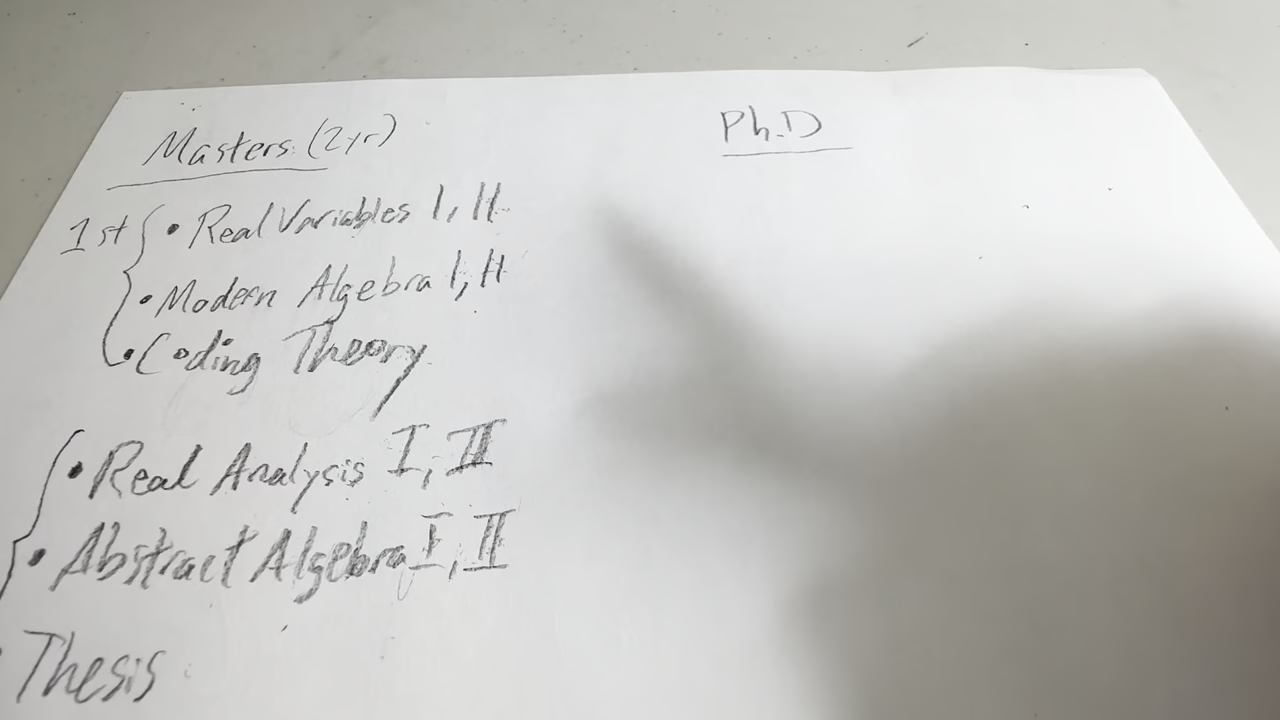 Masters (2yr)
1st { • Real Variables I, II
• Modern Algebra I, II
• Coding Theory
{ • Real Analysis I, II
• Abstract Algebra I, II
Thesis
Ph.D